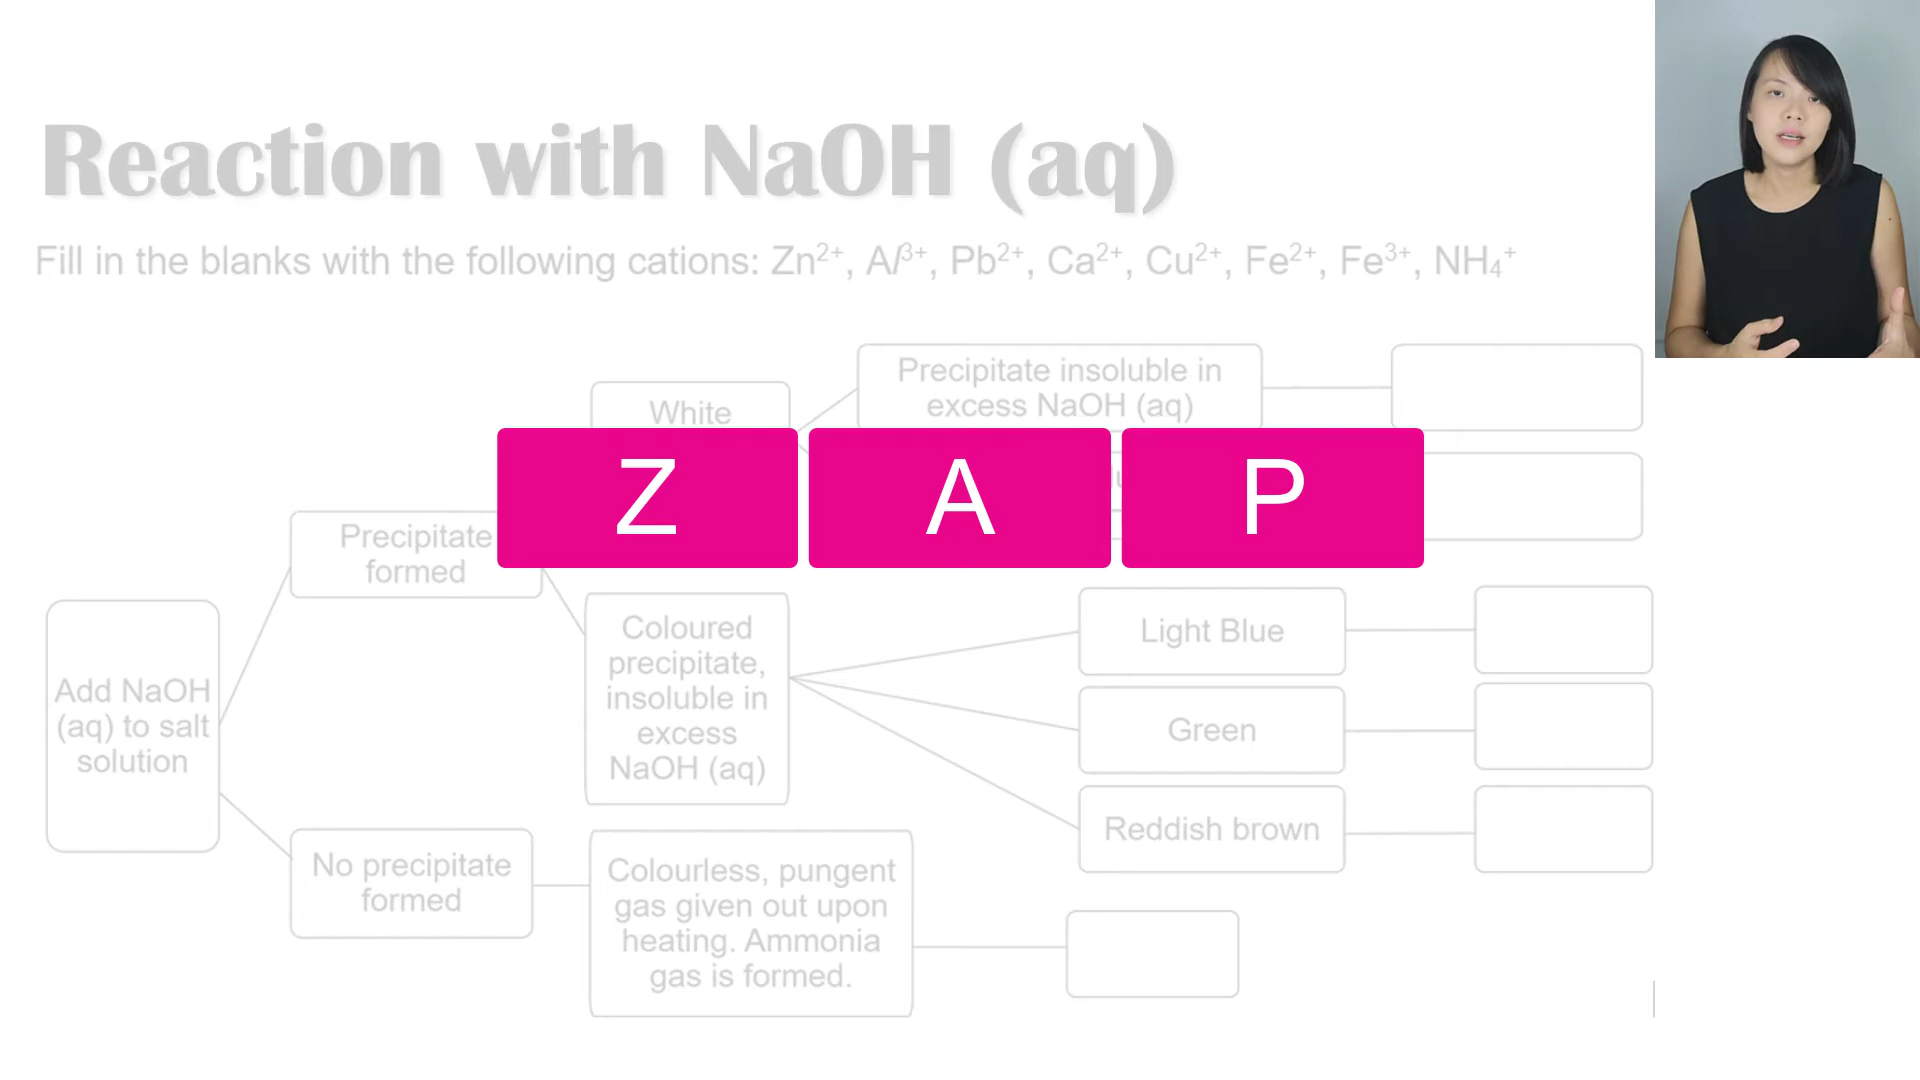 Reaction with NaOH (aq)
Fill in the blanks with the following cations: Zn²⁺, Al³⁺, Pb²⁺, Ca²⁺, Cu²⁺, Fe²⁺, Fe³⁺, NH₄⁺
Precipitate insoluble in
excess NaOH (aq)
White
Z A P
Precipitate
formed
Add NaOH
(aq) to salt
solution
Coloured
precipitate,
insoluble in
excess
NaOH (aq)
Light Blue
Green
Reddish brown
No precipitate
formed
Colourless, pungent
gas given out upon
heating. Ammonia
gas is formed.